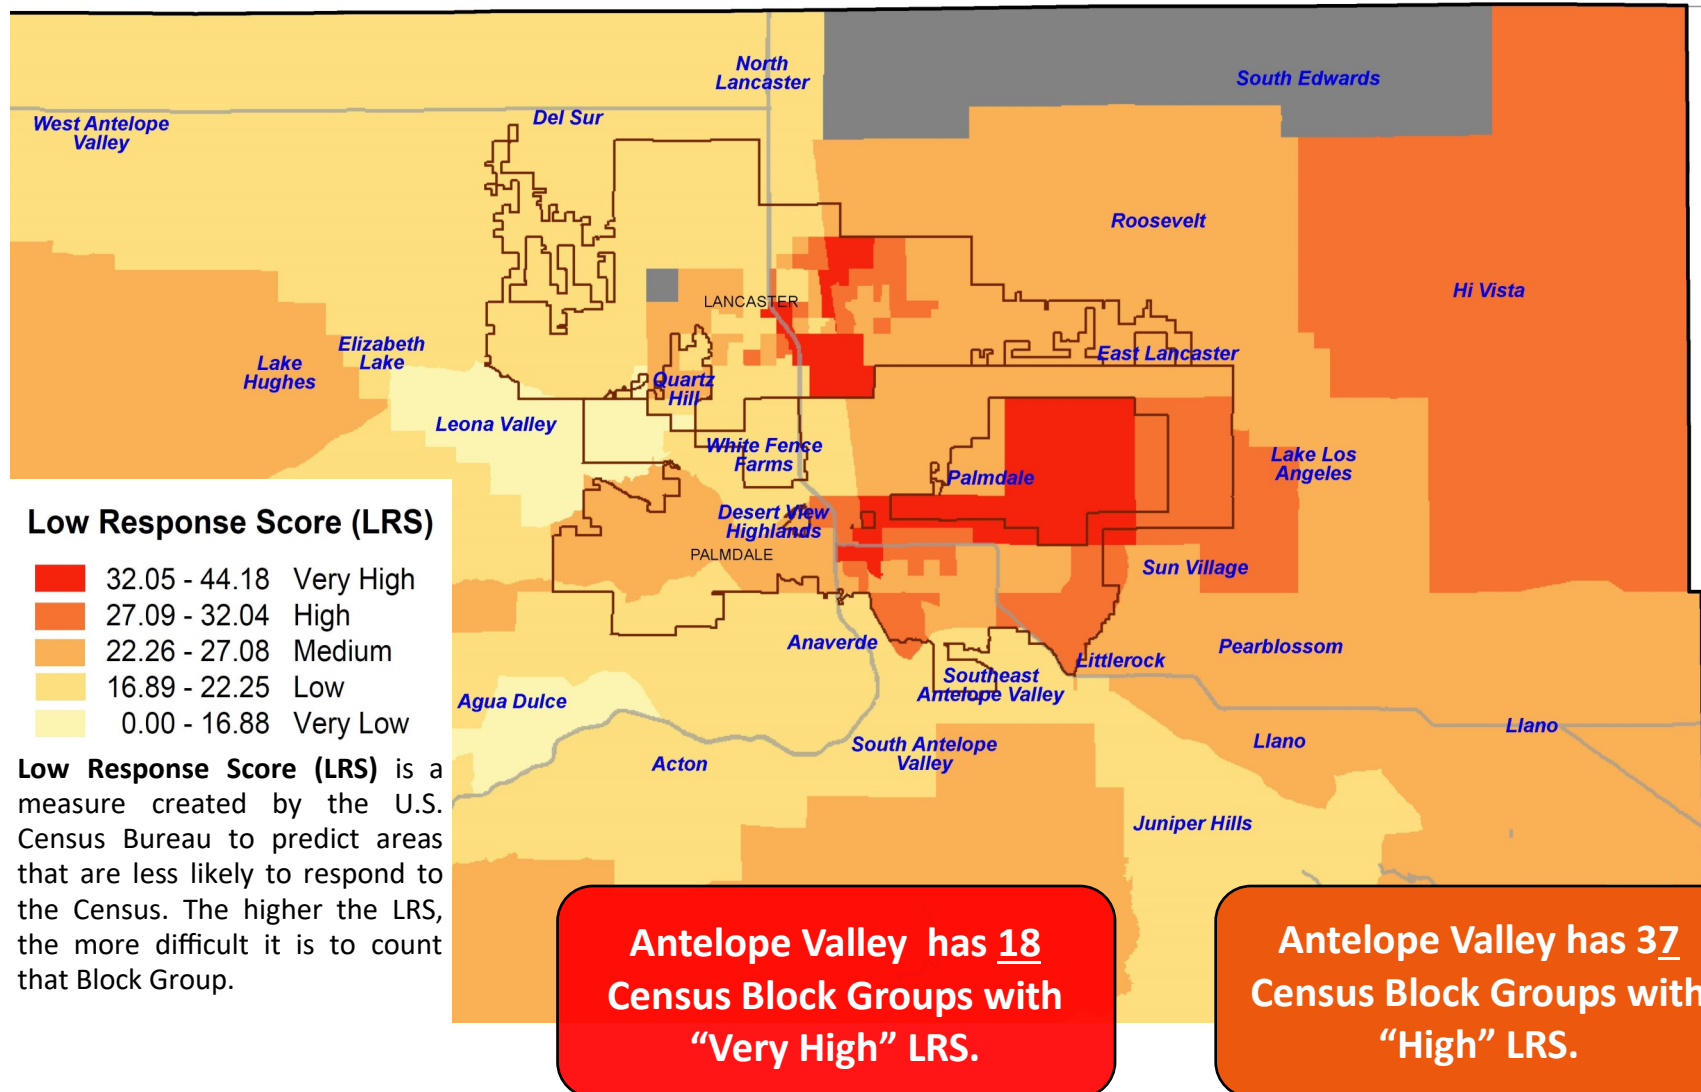 North
Lancaster
South Edwards
West Antelope
Valley
Del Sur
Roosevelt
Hi Vista
LANCASTER
Elizabeth
Lake
Lake
Hughes
East Lancaster
Quartz
Hill
Leona Valley
White Fence
Farms
Lake Los
Angeles
Palmdale
Desert View
Highlands
PALMDALE
Sun Village
Anaverde
Pearblossom
Littlerock
Southeast
Antelope Valley
Agua Dulce
Llano
Llano
South Antelope
Valley
Acton
Juniper Hills
Low Response Score (LRS)
32.05 - 44.18 Very High
27.09 - 32.04 High
22.26 - 27.08 Medium
16.89 - 22.25 Low
0.00 - 16.88 Very Low
Low Response Score (LRS) is a
measure created by the U.S.
Census Bureau to predict areas
that are less likely to respond to
the Census. The higher the LRS,
the more difficult it is to count
that Block Group.
Antelope Valley has 18
Census Block Groups with
“Very High” LRS.
Antelope Valley has 37
Census Block Groups with
“High” LRS.